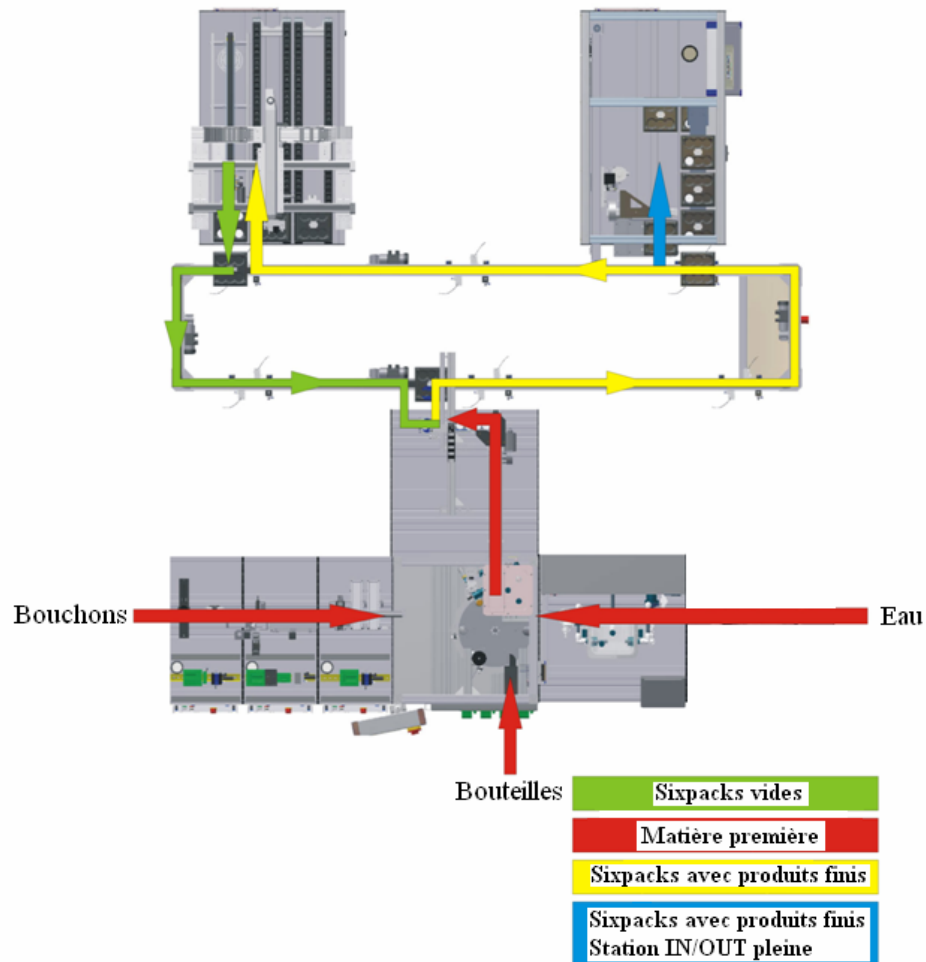 Bouchons
Eau
Bouteilles
Sixpacks vides
Matière première
Sixpacks avec produits finis
Sixpacks avec produits finis
Station IN/OUT pleine